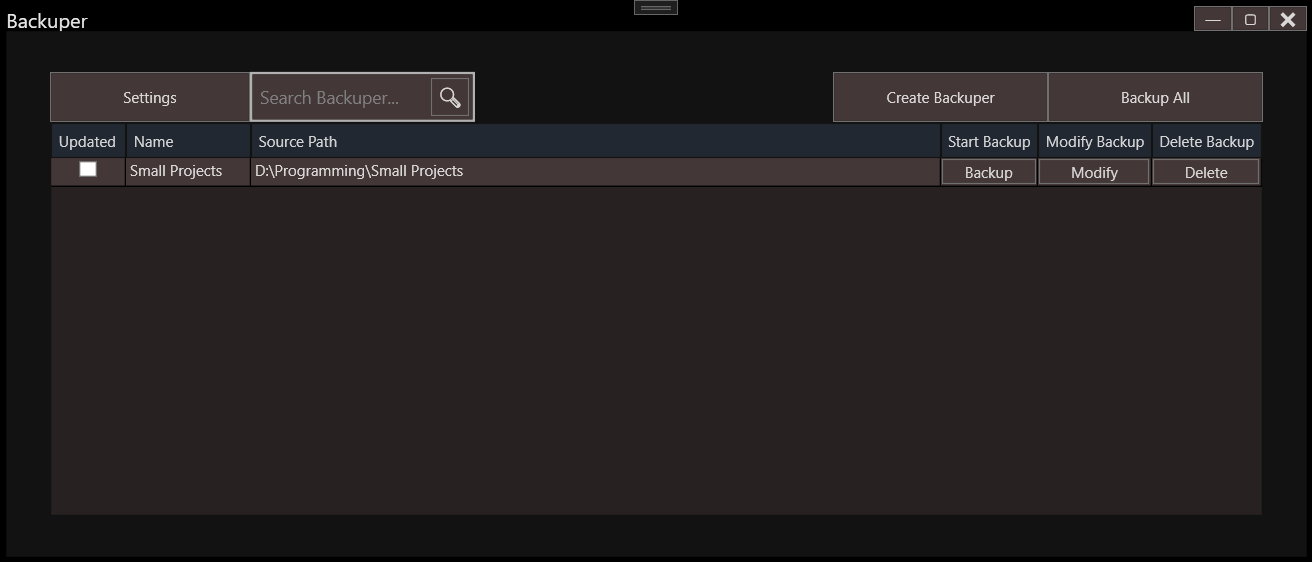 Backuper
Settings Search Backuper... Create Backuper Backup All
Updated Name Source Path Start Backup Modify Backup Delete Backup
Small Projects D:\Programming\Small Projects Backup Modify Delete